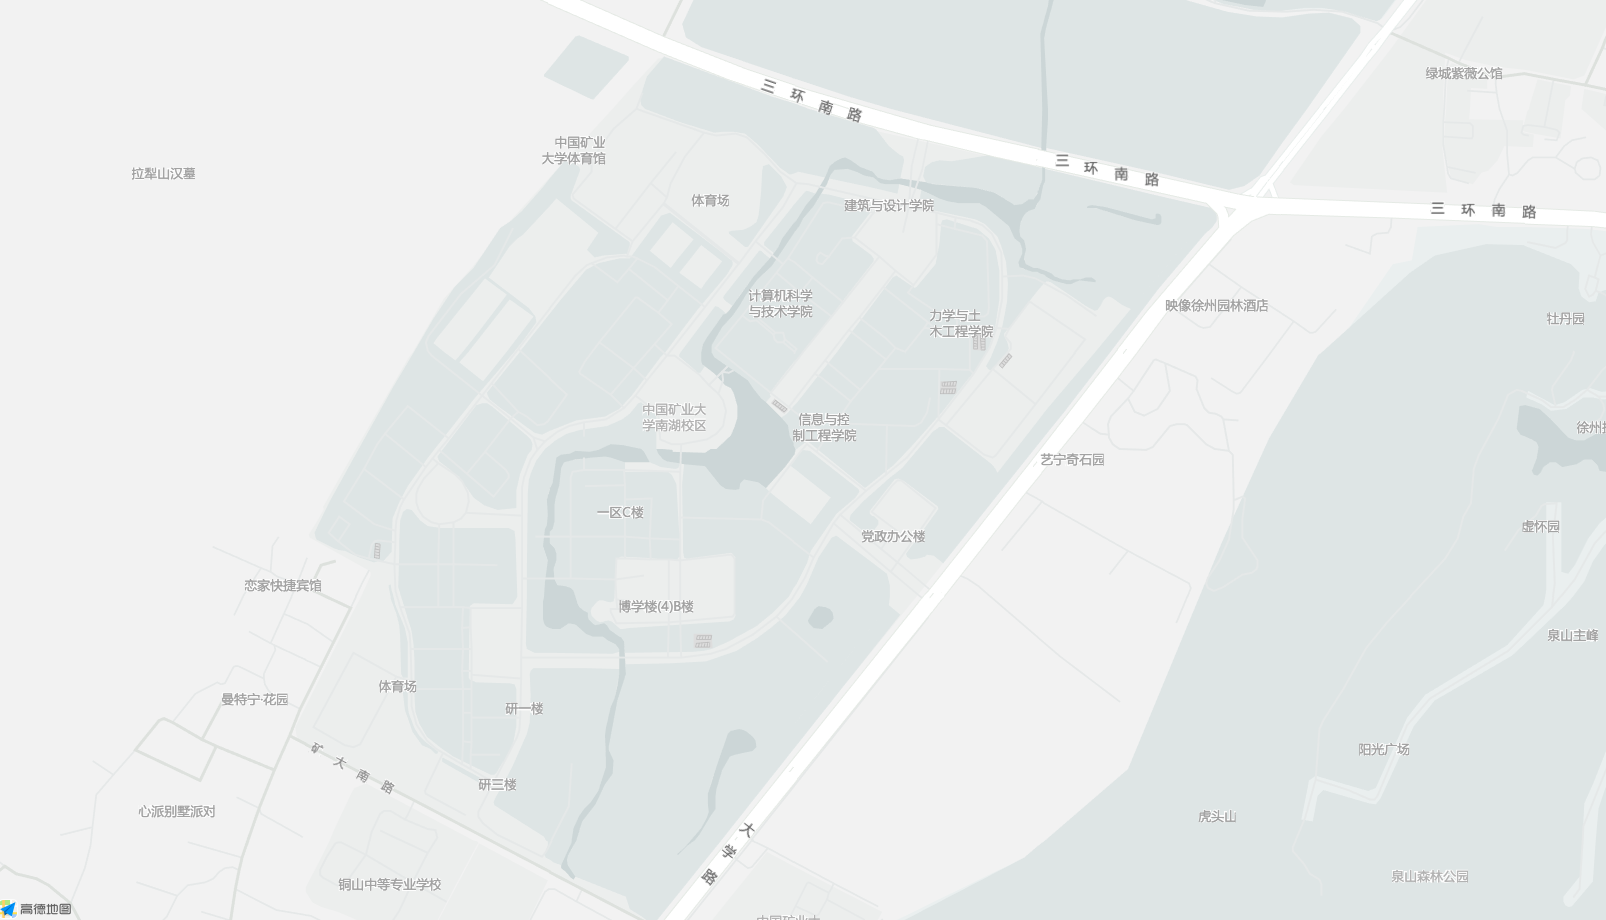 绿城紫薇公馆
三环南路
中国矿业
大学体育馆
三环南路
拉犁山汉墓
体育场
建筑与设计学院
三环南路
计算机科学
与技术学院
映像徐州园林酒店
力学与土
木工程学院
牡丹园
中国矿业大
学南湖校区
信息与控
制工程学院
徐州
艺宁奇石园
一区C楼
虚怀园
党政办公楼
恋家快捷宾馆
博学楼(4)B楼
泉山主峰
体育场
曼特宁·花园
研一楼
矿大南路
阳光广场
研三楼
心派别墅派对
虎头山
大学路
铜山中等专业学校
泉山森林公园
高德地图
中国矿业大